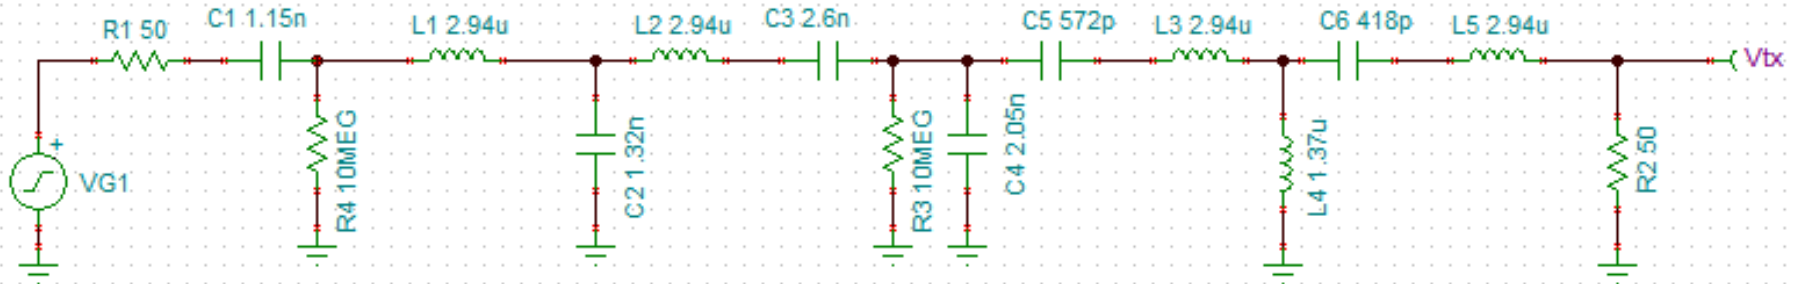 R1 50
C1 1.15n
L1 2.94u
L2 2.94u
C3 2.6n
C5 572p
L3 2.94u
C6 418p
L5 2.94u
Vtx
+
VG1
R4 10MEG
C2 1.32n
R3 10MEG
C4 2.05n
L4 1.37u
R2 50